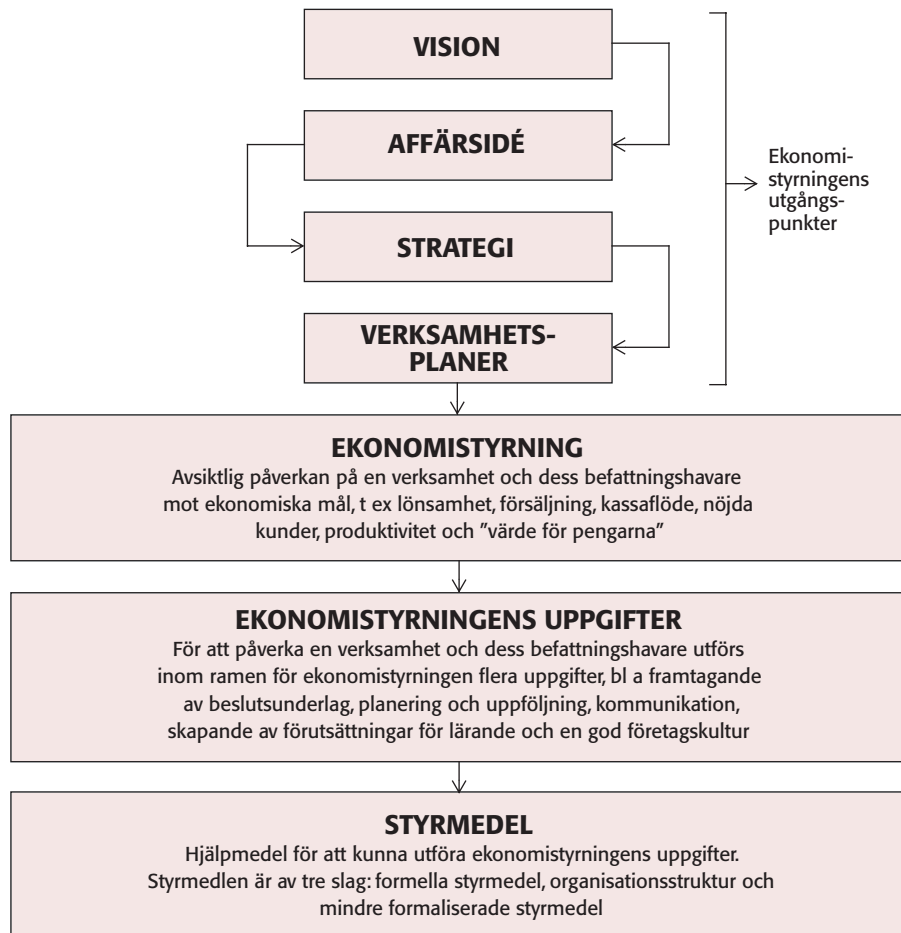 VISION
AFFÄRSIDÉ
STRATEGI
VERKSAMHETS-
PLANER
Ekonomi-
styrningens
utgångs-
punkter
EKONOMISTYRNING
Avsiktlig påverkan på en verksamhet och dess befattningshavare
mot ekonomiska mål, t ex lönsamhet, försäljning, kassaflöde, nöjda
kunder, produktivitet och ”värde för pengarna”
EKONOMISTYRNINGENS UPPGIFTER
För att påverka en verksamhet och dess befattningshavare utförs
inom ramen för ekonomistyrningen flera uppgifter, bl a framtagande
av beslutsunderlag, planering och uppföljning, kommunikation,
skapande av förutsättningar för lärande och en god företagskultur
STYRMEDEL
Hjälpmedel för att kunna utföra ekonomistyrningens uppgifter.
Styrmedlen är av tre slag: formella styrmedel, organisationsstruktur och
mindre formaliserade styrmedel